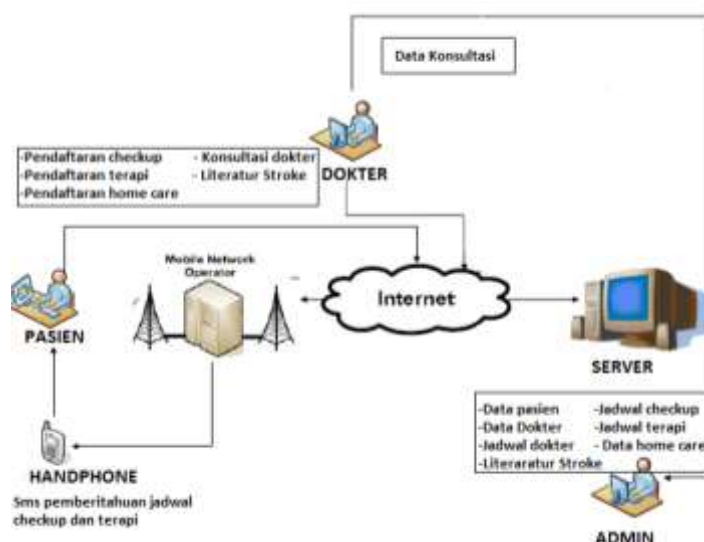 Data Konsultasi
DOKTER
-Pendaftaran checkup - Konsultasi dokter
-Pendaftaran terapi - Literatur Stroke
-Pendaftaran home care
Mobile Network
Operator
Internet
PASIEN
SERVER
HANDPHONE
Sms pemberitahuan jadwal
checkup dan terapi
-Data pasien -Jadwal checkup
-Data Dokter -Jadwal terapi
-Jadwal dokter - Data home care
-Literaratur Stroke
ADMIN